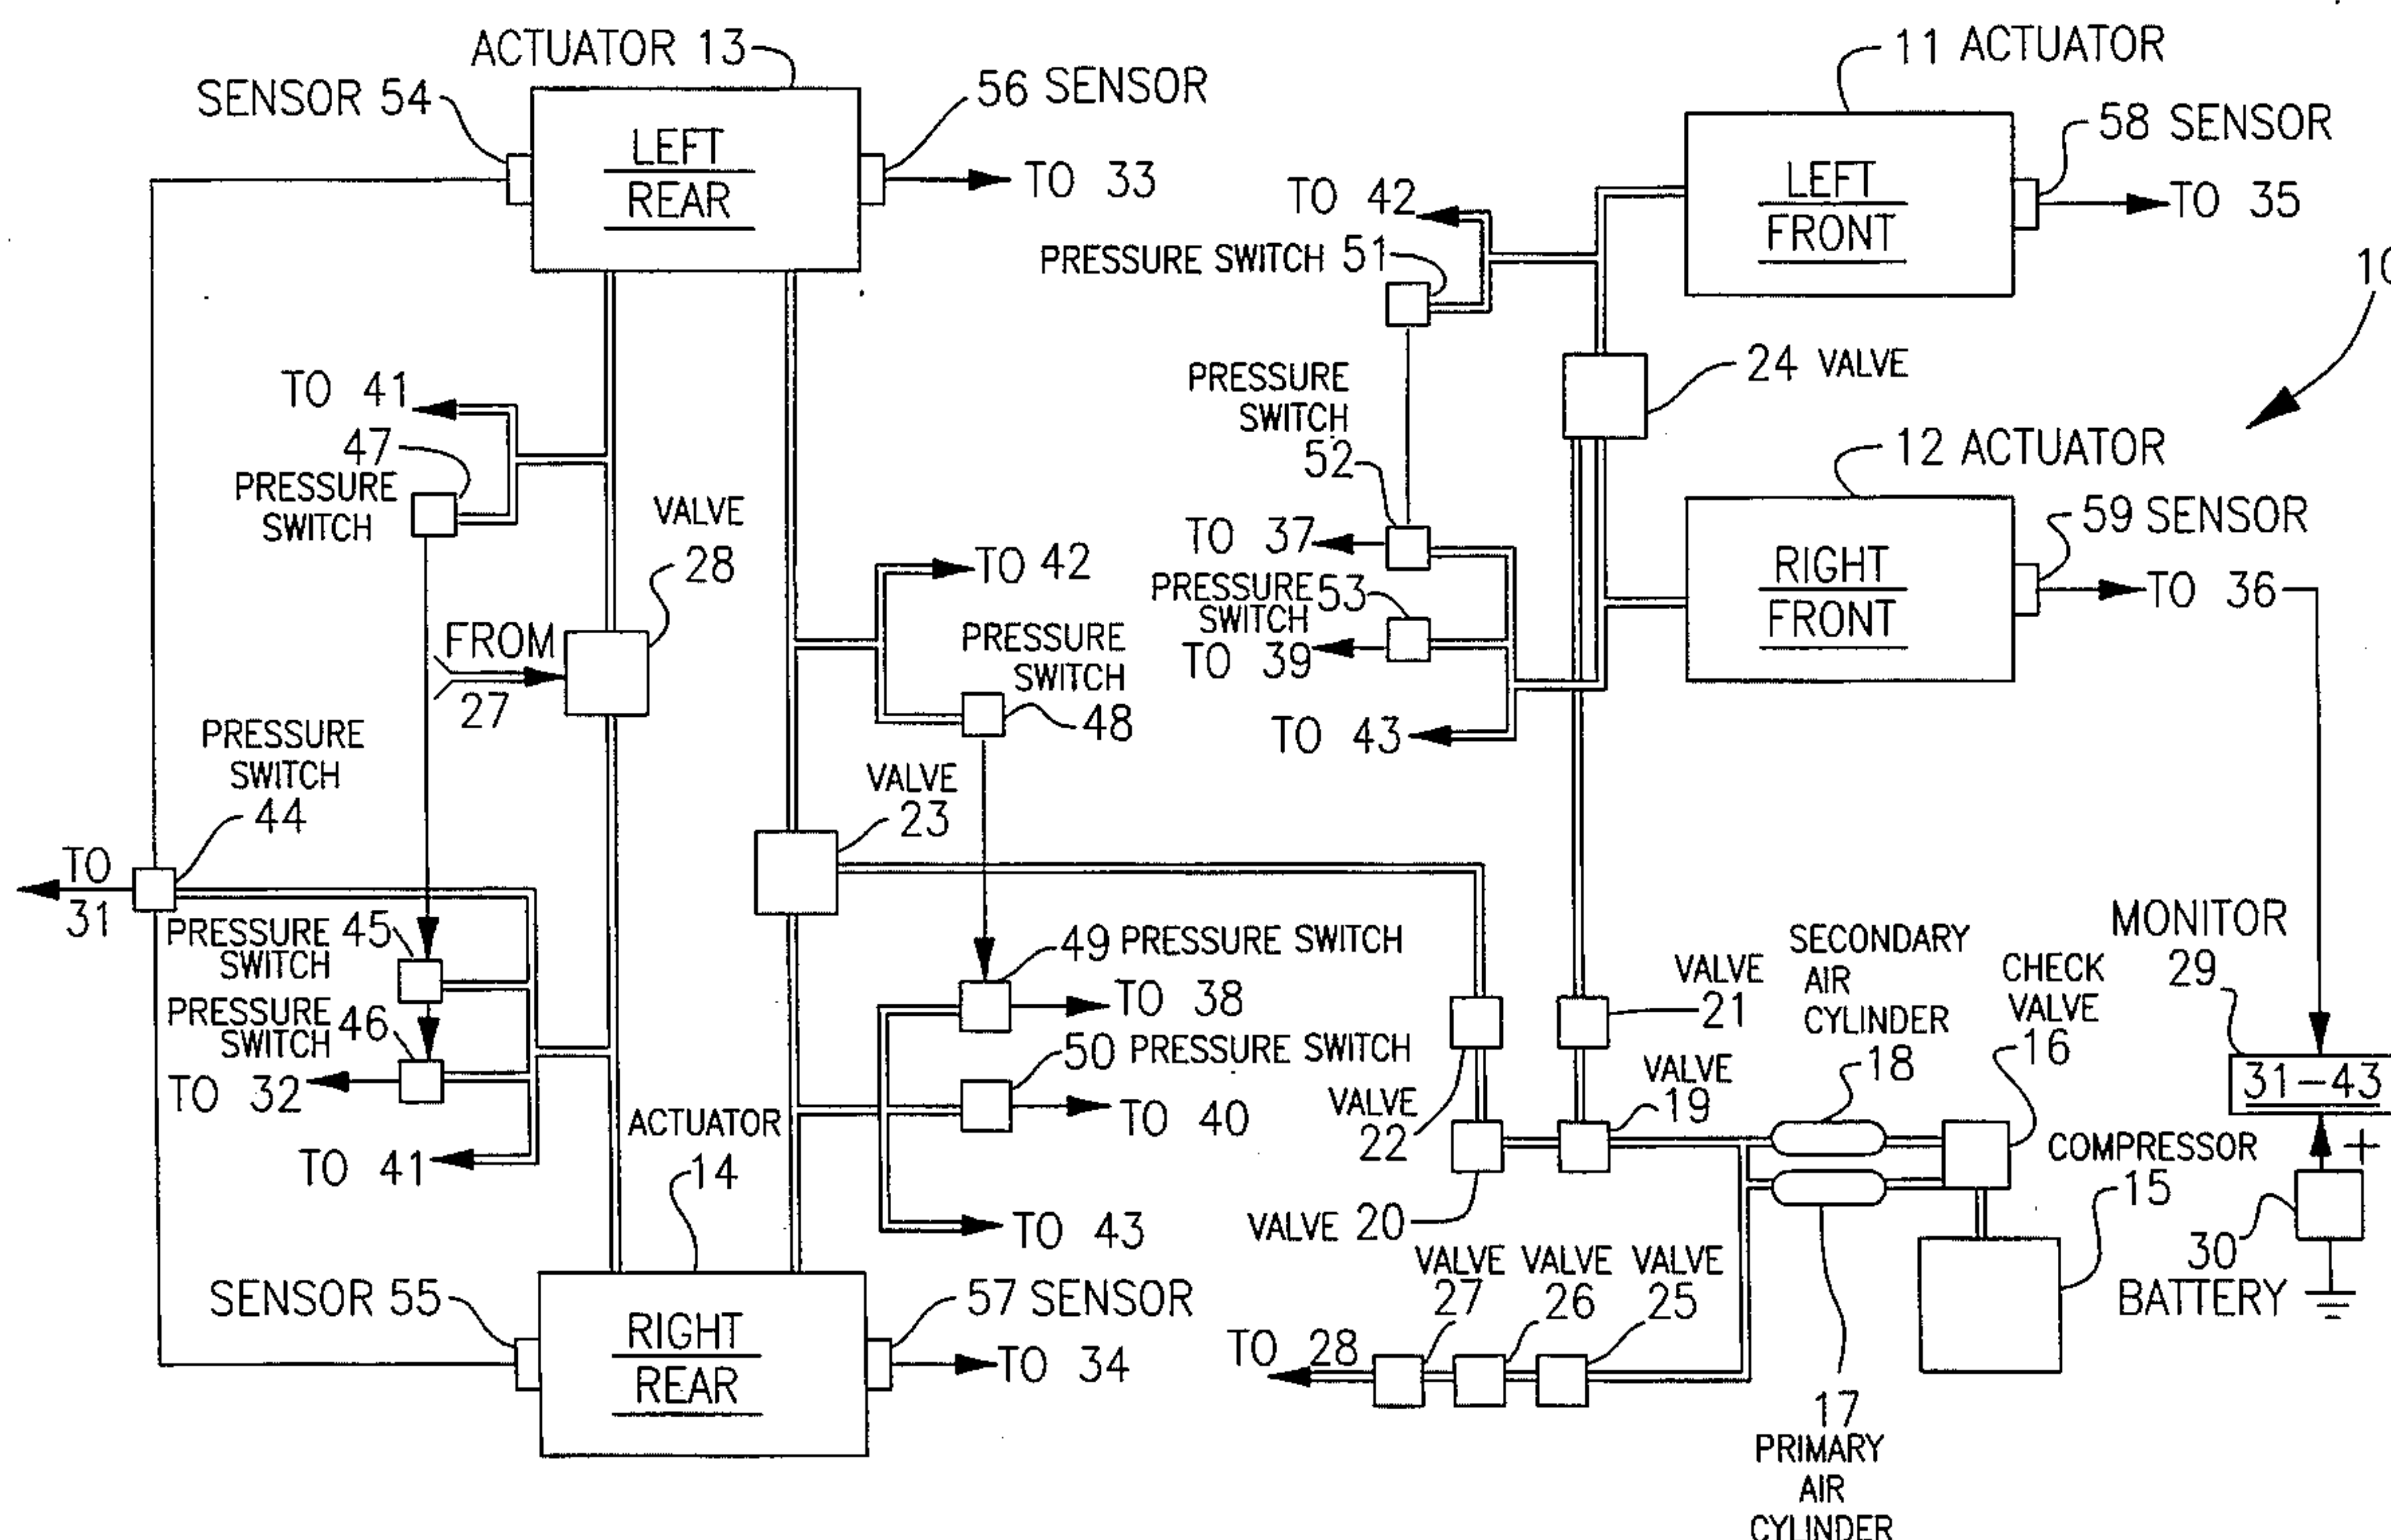 ACTUATOR 13
SENSOR 54
56 SENSOR
LEFT
REAR
TO 33
11 ACTUATOR
58 SENSOR
LEFT
FRONT
TO 35
TO 42
PRESSURE SWITCH 51
10
24 VALVE
PRESSURE
SWITCH
52
TO 41
47
PRESSURE
SWITCH
VALVE
28
FROM
27
TO 42
PRESSURE
SWITCH
48
12 ACTUATOR
59 SENSOR
RIGHT
FRONT
TO 36
TO 37
PRESSURE
SWITCH
53
TO 39
TO 43
PRESSURE
SWITCH
44
VALVE
23
TO
31
PRESSURE
SWITCH
45
PRESSURE
SWITCH
46
TO 32
TO 41
49 PRESSURE SWITCH
TO 38
50 PRESSURE SWITCH
TO 40
TO 43
ACTUATOR
14
SENSOR 55
57 SENSOR
RIGHT
REAR
TO 34
VALVE
21
SECONDARY
AIR
CYLINDER
18
CHECK
VALVE
16
MONITOR
29
31-43
+
VALVE
19
VALVE
22
VALVE 20
COMPRESSOR
15
30
BATTERY
VALVE
27
VALVE
26
VALVE
25
TO 28
17
PRIMARY
AIR
CYLINDER